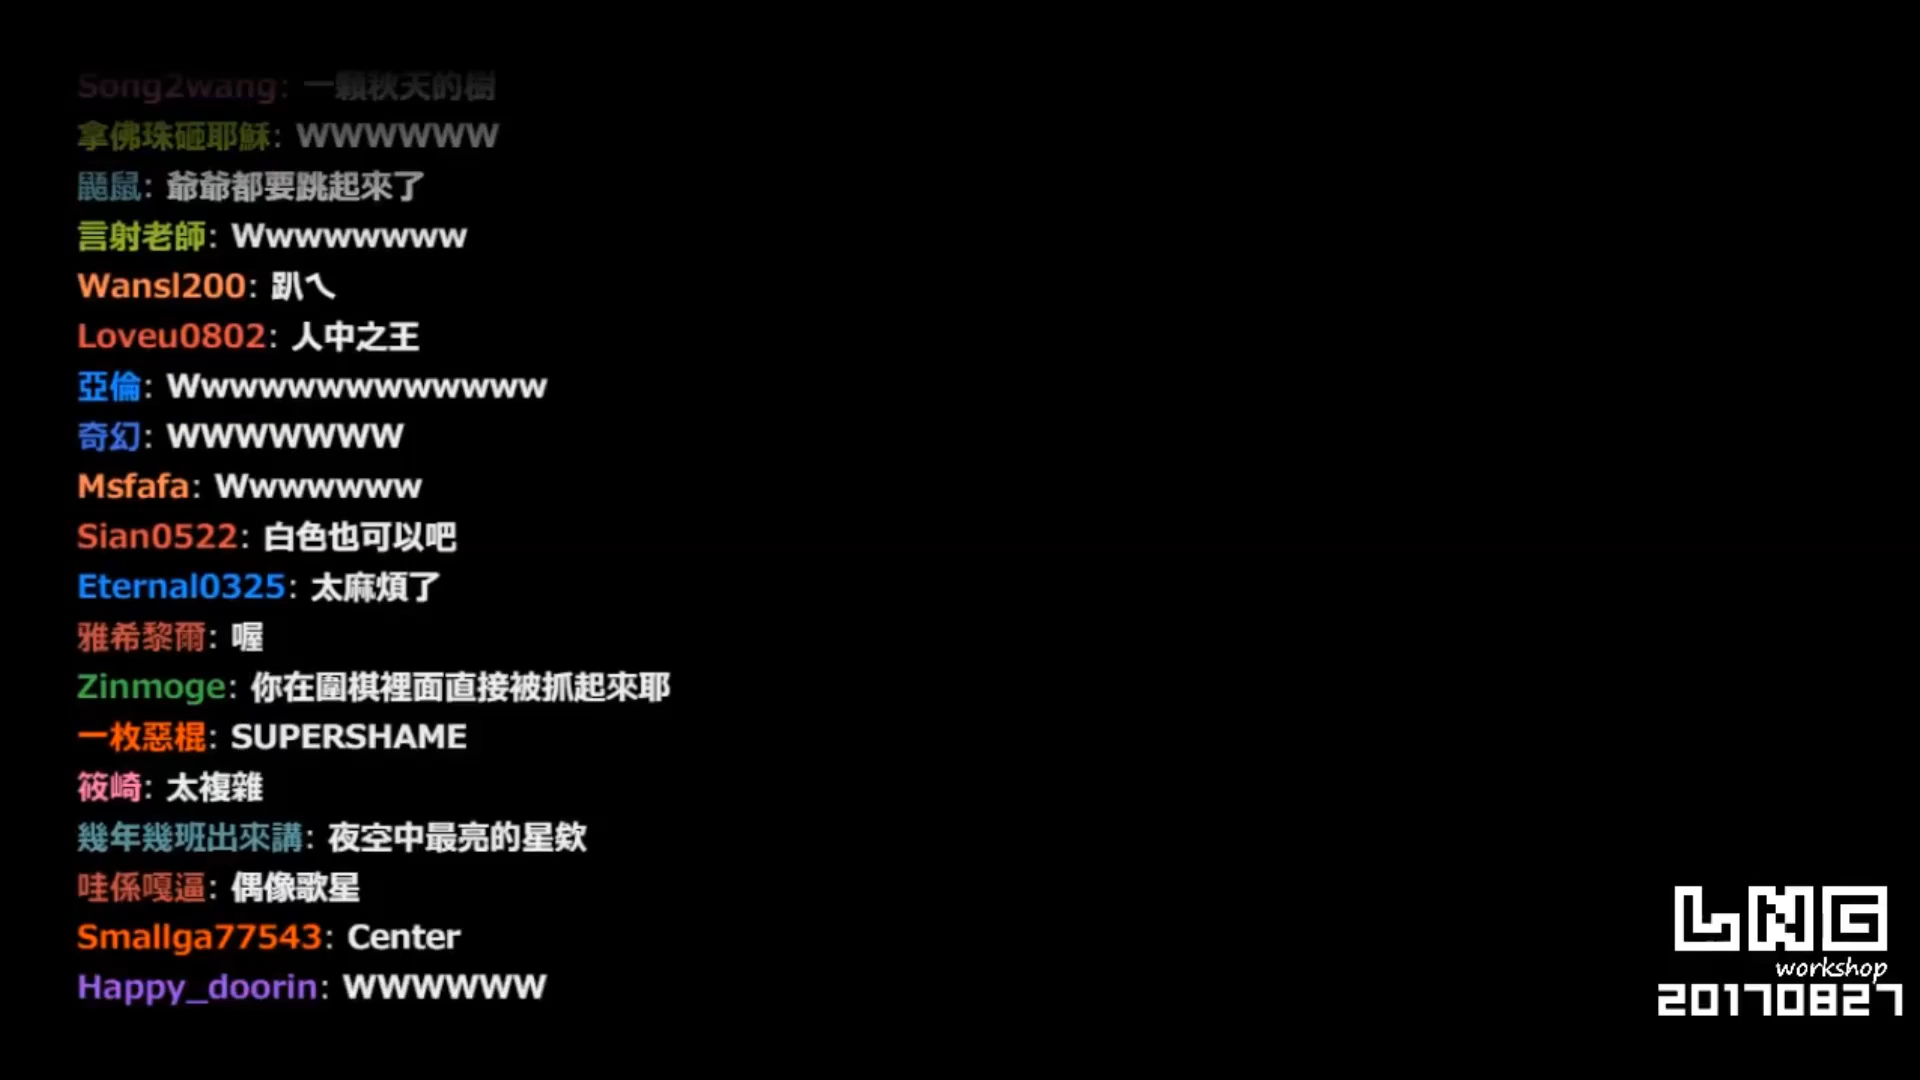 Song2wang: 一顆秋天的樹
拿佛珠砸耶穌: WWWWWW
鼯鼠: 爺爺都要跳起來了
言射老師: Wwwwwwww
Wansl200: 趴ㄟ
Loveu0802: 人中之王
亞倫: Wwwwwwwwwwwww
奇幻: WWWWWWW
Msfafa: Wwwwwww
Sian0522: 白色也可以吧
Eternal0325: 太麻煩了
雅希黎爾: 喔
Zinmoge: 你在圍棋裡面直接被抓起來耶
一枚惡棍: SUPERSHAME
筱崎: 太複雜
幾年幾班出來講: 夜空中最亮的星欸
哇係嘎逼: 偶像歌星
Smallga77543: Center
Happy_doorin: WWWWWW
LNG
workshop
20170827